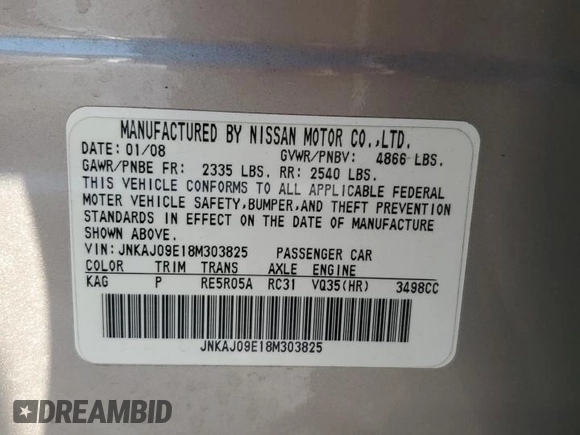 MANUFACTURED BY NISSAN MOTOR CO.,LTD.
DATE: 01/08 GVWR/PNBV: 4866 LBS.
GAWR/PNBE FR: 2335 LBS. RR: 2540 LBS.
THIS VEHICLE CONFORMS TO ALL APPLICABLE FEDERAL
MOTER VEHICLE SAFETY,BUMPER,AND THEFT PREVENTION
STANDARDS IN EFFECT ON THE DATE OF MANUFACTURE
SHOWN ABOVE.
VIN:JNKAJ09E18M303825 PASSENGER CAR
COLOR TRIM TRANS AXLE ENGINE
KAG P RE5R05A RC31 VQ35(HR) 3498CC
JNKAJ09E18M303825
DREAMBID